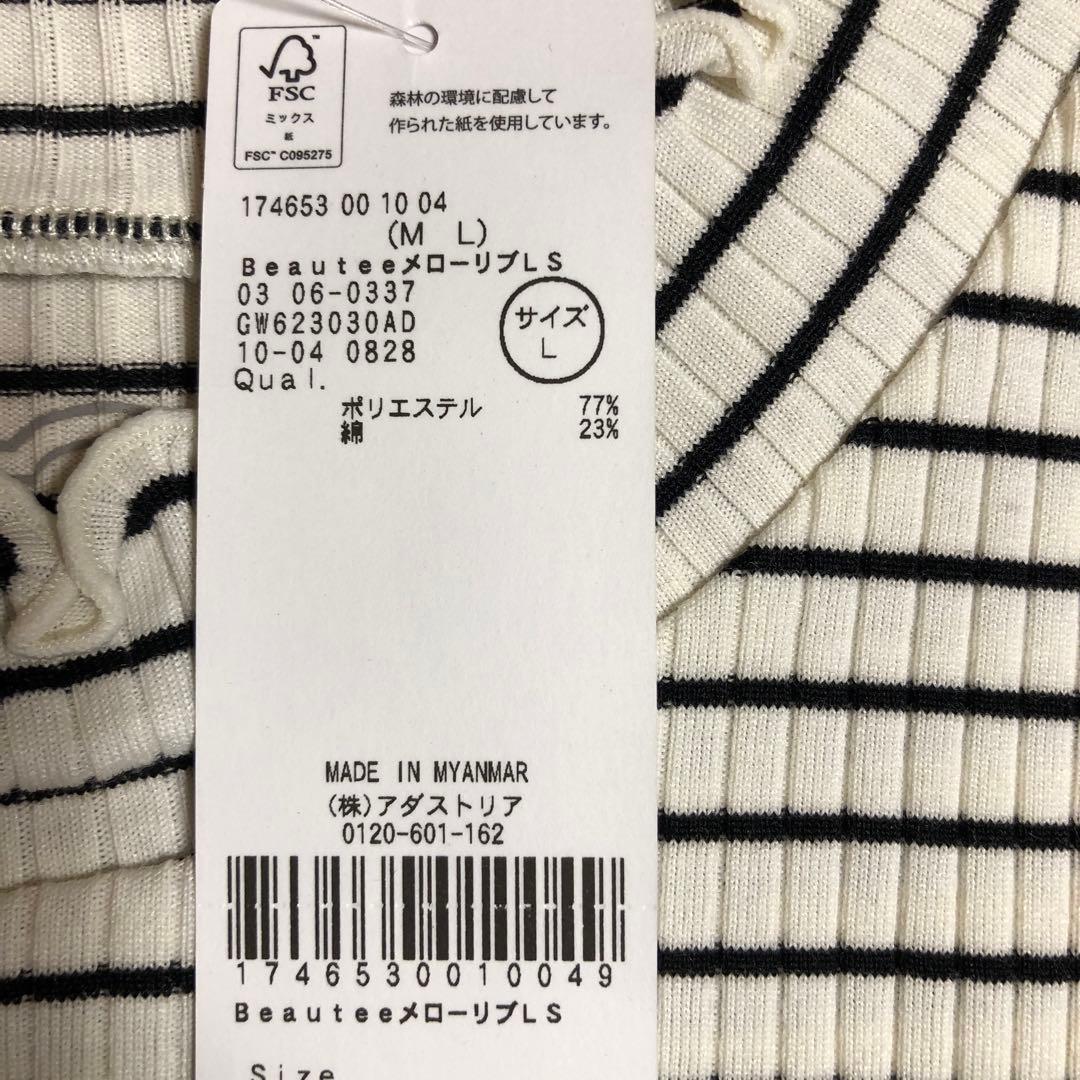 FSC
ミックス
紙
FSC™ C095275
森林の環境に配慮して
作られた紙を使用しています。
174653 00 10 04
(M L)
BeauteeメローリブLS
03 06-0337
GW623030AD
サイズ
L
10-04 0828
Qual.
ポリエステル 77%
綿 23%
MADE IN MYANMAR
(株)アダストリア
0120-601-162
1746530010049
BeauteeメローリブLS
Size